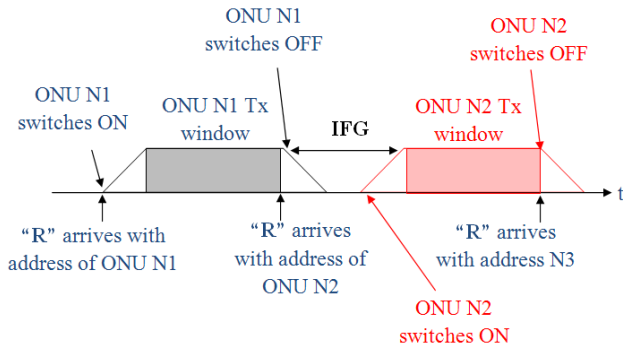 ONU N1
switches OFF
ONU N2
switches OFF
ONU N1
switches ON
ONU N1 Tx
window
IFG
ONU N2 Tx
window
t
“R” arrives with
address of ONU N1
“R” arrives
with address of
ONU N2
“R” arrives
with address N3
ONU N2
switches ON